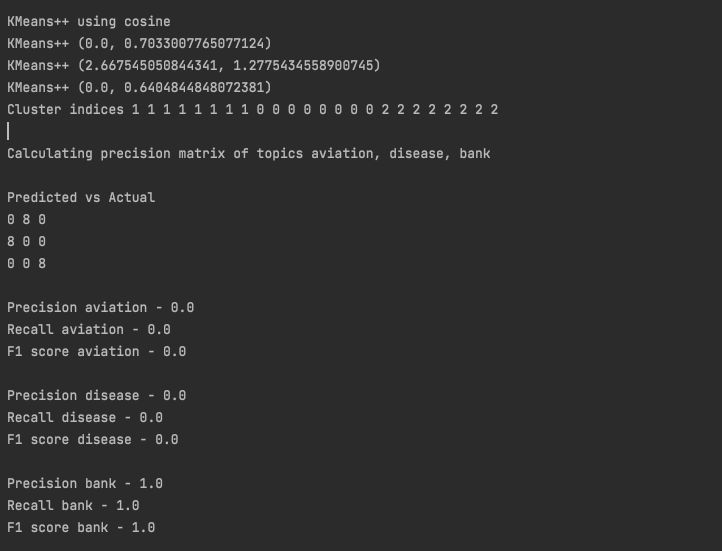 KMeans++ using cosine
KMeans++ (0.0, 0.7033007765077124)
KMeans++ (2.667545050844341, 1.2775434558900745)
KMeans++ (0.0, 0.6404844848072381)
Cluster indices 1 1 1 1 1 1 1 1 0 0 0 0 0 0 0 0 2 2 2 2 2 2 2 2
Calculating precision matrix of topics aviation, disease, bank
Predicted vs Actual
0 8 0
8 0 0
0 0 8
Precision aviation - 0.0
Recall aviation - 0.0
F1 score aviation - 0.0
Precision disease - 0.0
Recall disease - 0.0
F1 score disease - 0.0
Precision bank - 1.0
Recall bank - 1.0
F1 score bank - 1.0